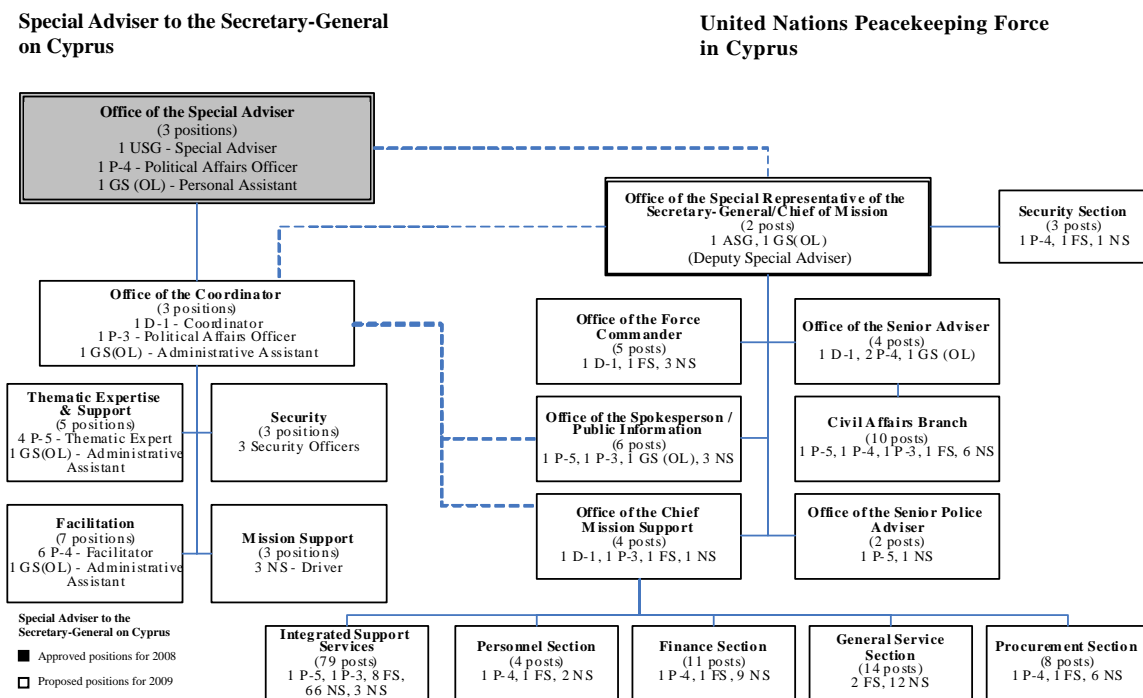 Special Adviser to the Secretary-General
on Cyprus
United Nations Peacekeeping Force
in Cyprus
Office of the Special Adviser
(3 positions)
1 USG - Special Adviser
1 P-4 - Political Affairs Officer
1 GS (OL) - Personal Assistant
Office of the Special Representative of the
Secretary-General/Chief of Mission
(2 posts)
1 ASG, 1 GS(OL)
(Deputy Special Adviser)
Security Section
(3 posts)
1 P-4, 1 FS, 1 NS
Office of the Coordinator
(3 positions)
1 D-1 - Coordinator
1 P-3 - Political Affairs Officer
1 GS(OL) - Administrative Assistant
Office of the Force
Commander
(5 posts)
1 D-1, 1 FS, 3 NS
Office of the Senior Adviser
(4 posts)
1 D-1, 2 P-4, 1 GS (OL)
Thematic Expertise
& Support
(5 positions)
4 P-5 - Thematic Expert
1 GS(OL) - Administrative
Assistant
Security
(3 positions)
3 Security Officers
Office of the Spokesperson /
Public Information
(6 posts)
1 P-5, 1 P-3, 1 GS (OL), 3 NS
Civil Affairs Branch
(10 posts)
1 P-5, 1 P-4, 1 P-3, 1 FS, 6 NS
Facilitation
(7 positions)
6 P-4 - Facilitator
1 GS(OL) - Administrative
Assistant
Mission Support
(3 positions)
3 NS - Driver
Office of the Chief
Mission Support
(4 posts)
1 D-1, 1 P-3, 1 FS, 1 NS
Office of the Senior Police
Adviser
(2 posts)
1 P-5, 1 NS
Special Adviser to the
Secretary-General on Cyprus
Approved positions for 2008
Proposed positions for 2009
Integrated Support
Services
(79 posts)
1 P-5, 1 P-3, 8 FS,
66 NS, 3 NS
Personnel Section
(4 posts)
1 P-4, 1 FS, 2 NS
Finance Section
(11 posts)
1 P-4, 1 FS, 9 NS
General Service
Section
(14 posts)
2 FS, 12 NS
Procurement Section
(8 posts)
1 P-4, 1 FS, 6 NS